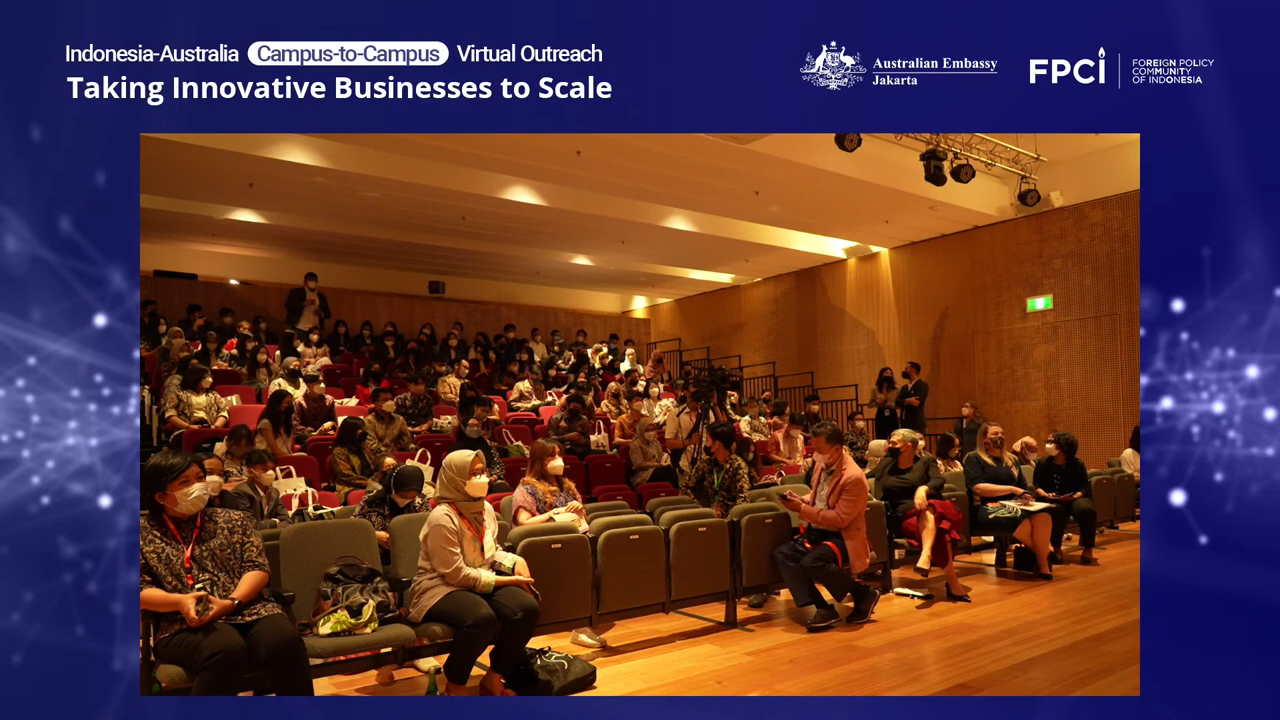 Indonesia-Australia Campus-to-Campus Virtual Outreach
Taking Innovative Businesses to Scale
Australian Embassy
Jakarta
FPCI
FOREIGN POLICY
COMMUNITY
OF INDONESIA